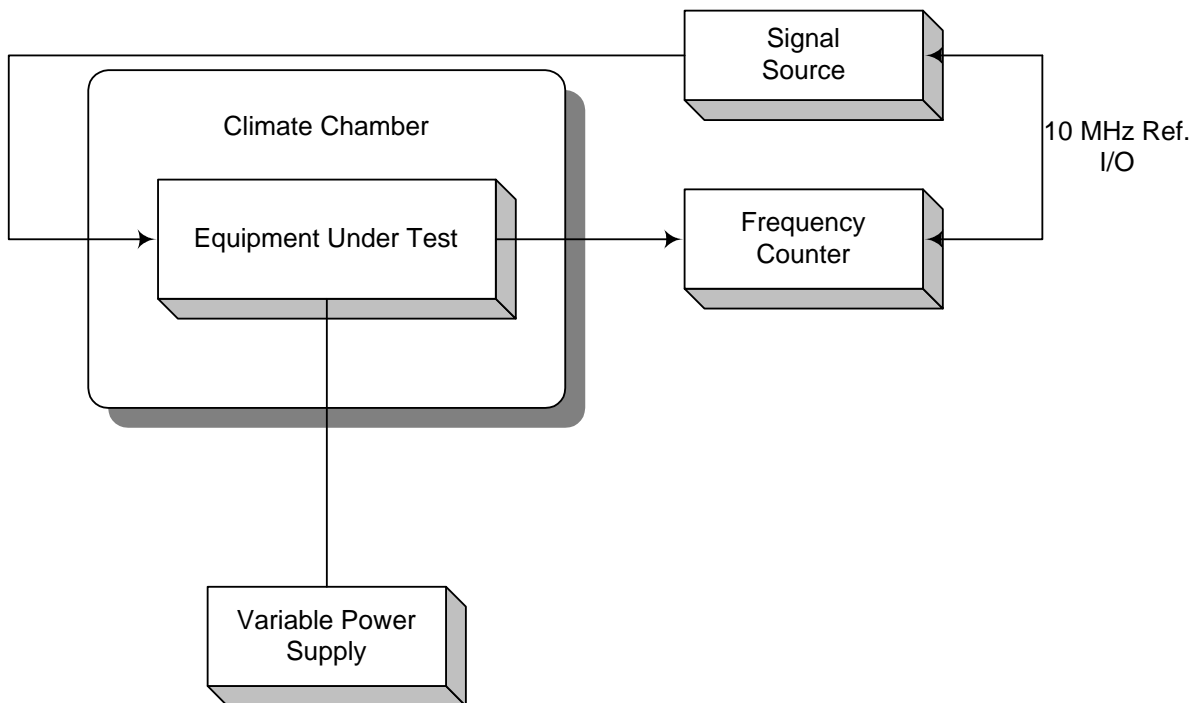 Signal
Source
Climate Chamber
10 MHz Ref.
I/O
Equipment Under Test
Frequency
Counter
Variable Power
Supply